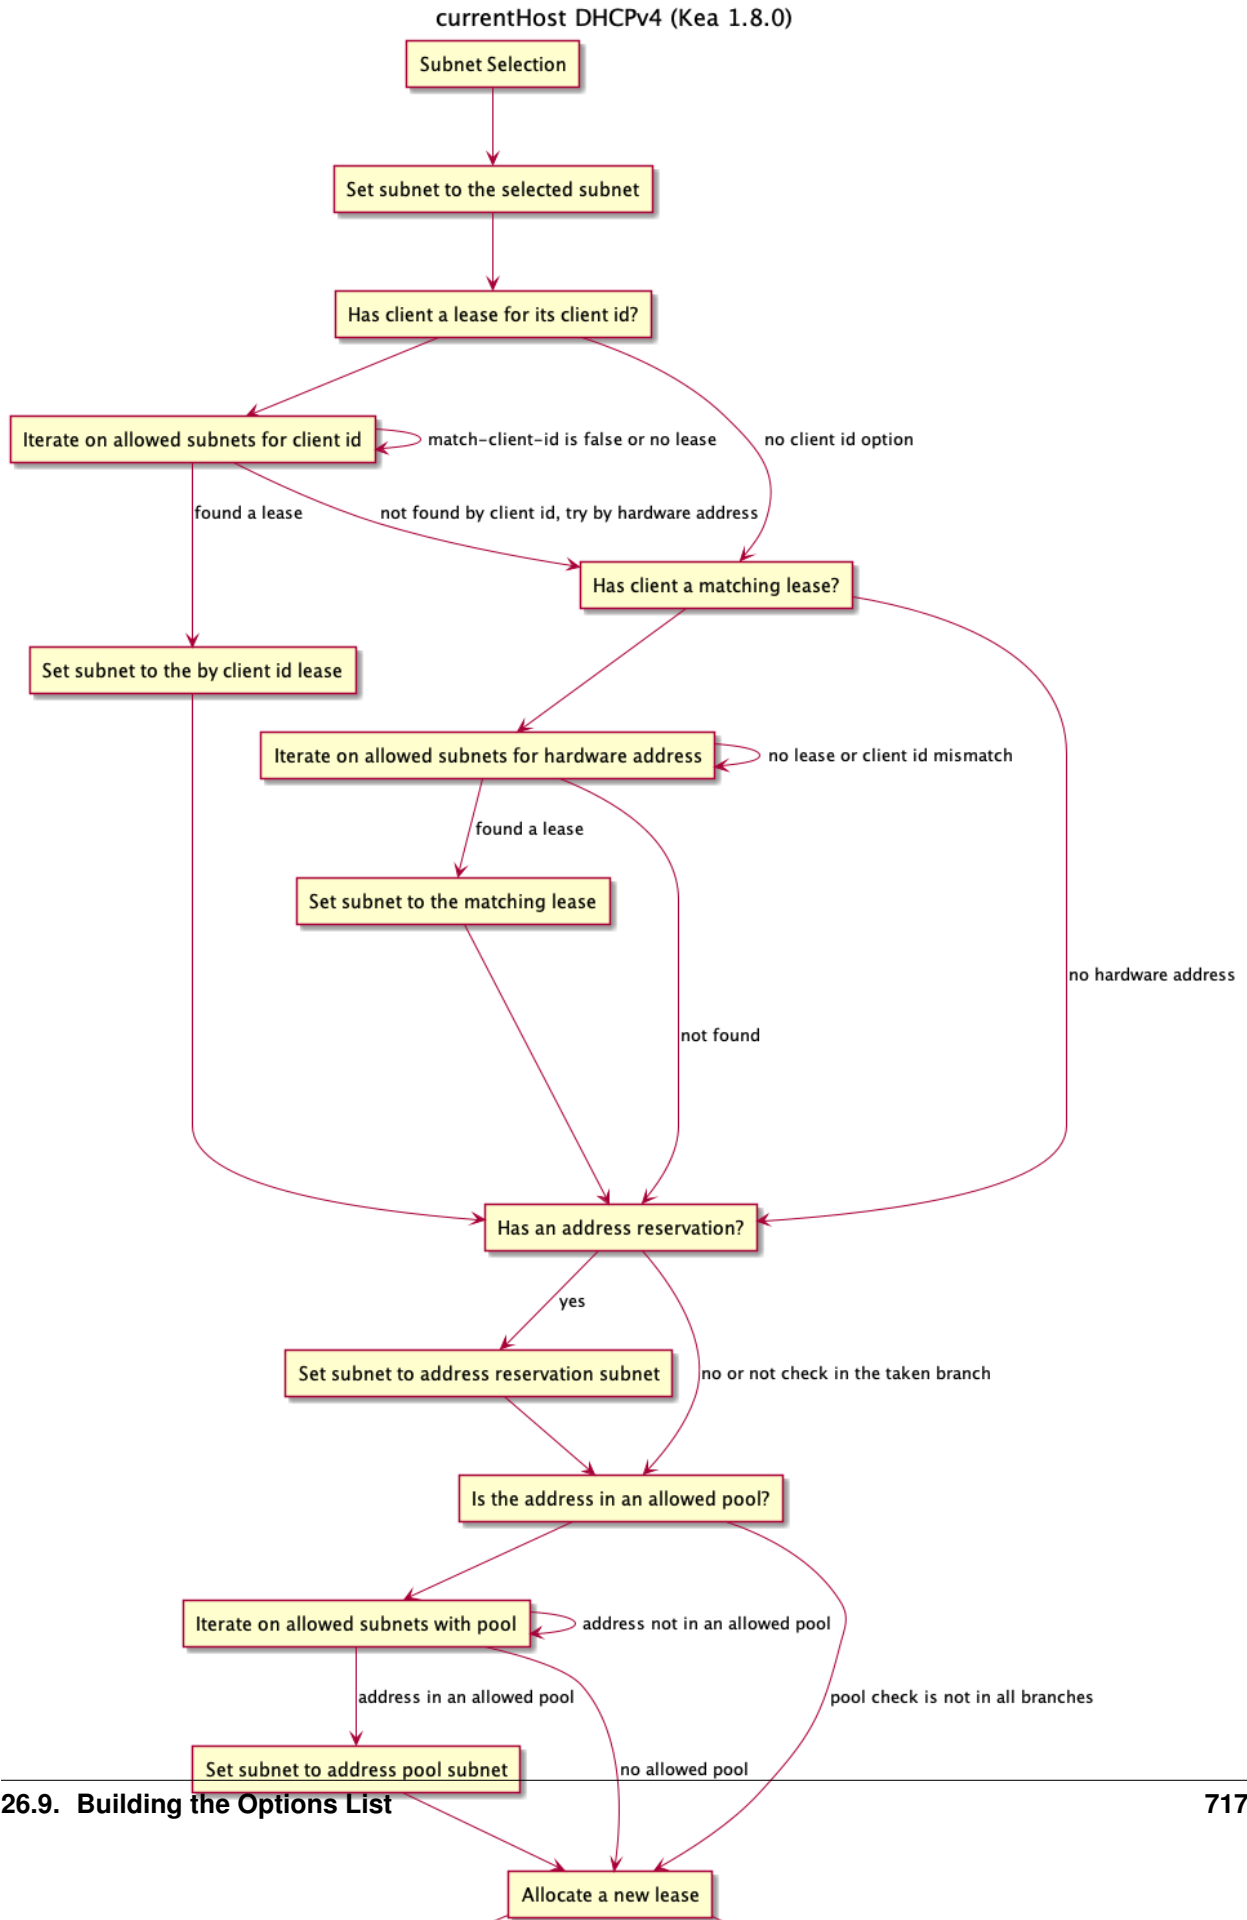 currentHost DHCPv4 (Kea 1.8.0)
Subnet Selection
Set subnet to the selected subnet
Has client a lease for its client id?
Iterate on allowed subnets for client id
match-client-id is false or no lease
no client id option
found a lease
not found by client id, try by hardware address
Has client a matching lease?
Set subnet to the by client id lease
Iterate on allowed subnets for hardware address
no lease or client id mismatch
found a lease
Set subnet to the matching lease
no hardware address
not found
Has an address reservation?
yes
Set subnet to address reservation subnet
no or not check in the taken branch
Is the address in an allowed pool?
Iterate on allowed subnets with pool
address not in an allowed pool
address in an allowed pool
pool check is not in all branches
Set subnet to address pool subnet
no allowed pool
26.9. Building the Options List
717
Allocate a new lease